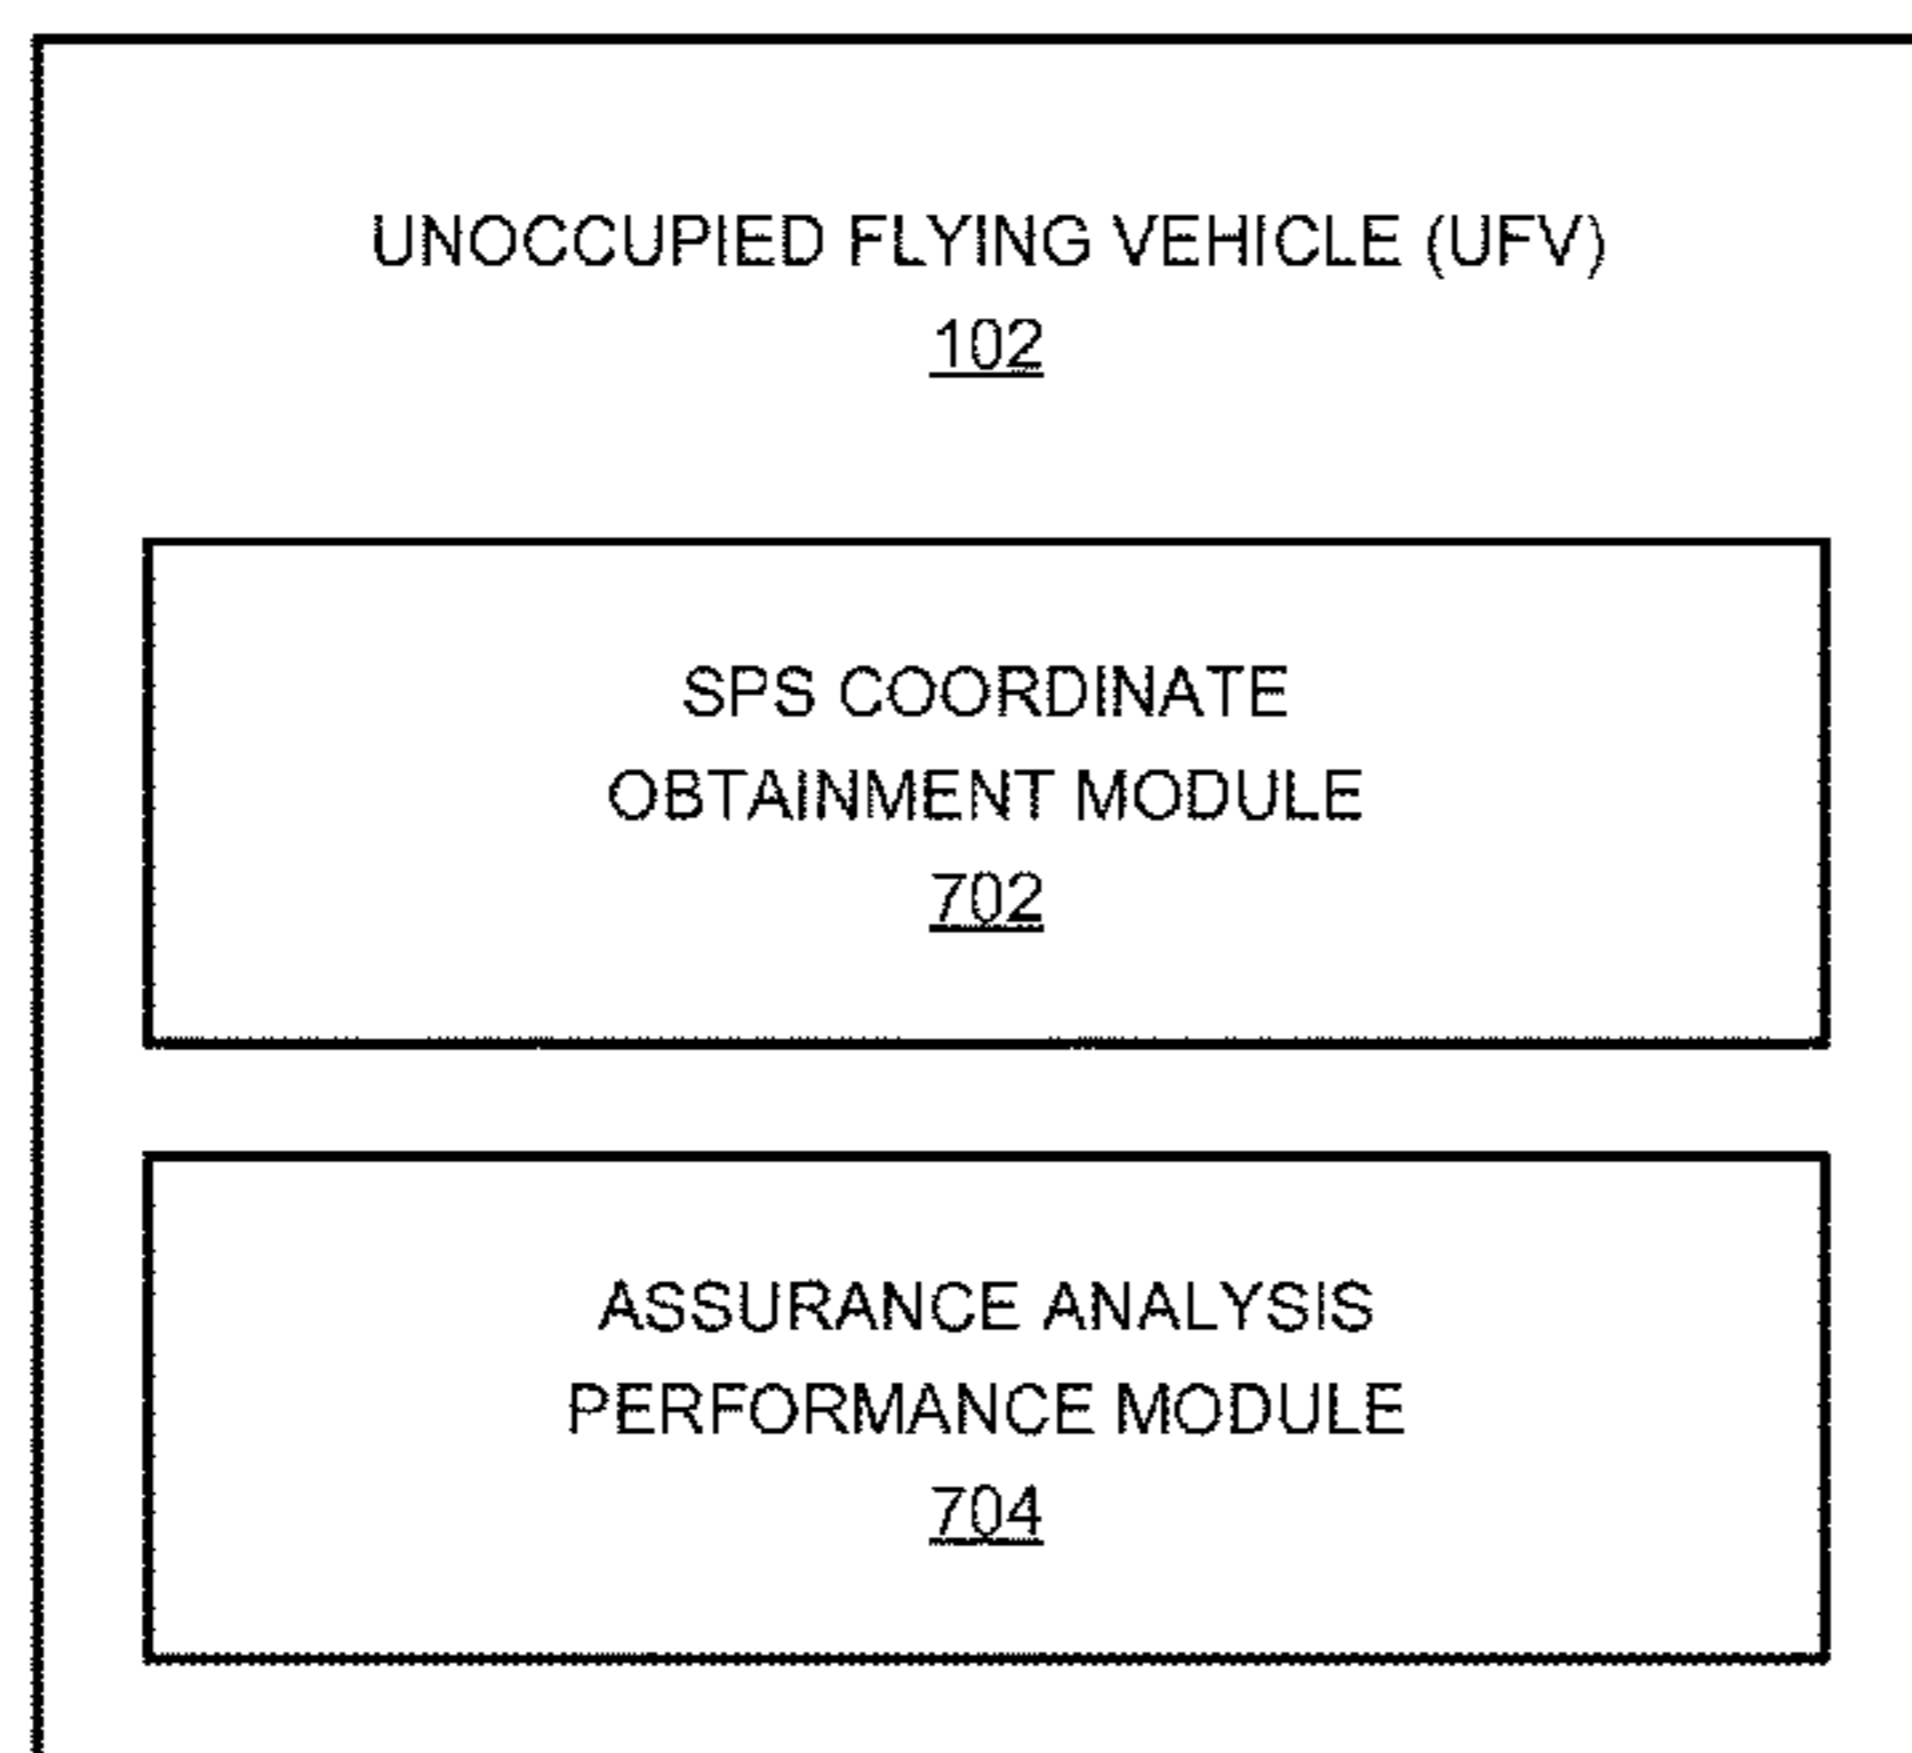 UNOCCUPIED FLYING VEHICLE (UFV)
102
SPS COORDINATE
OBTAINMENT MODULE
702
ASSURANCE ANALYSIS
PERFORMANCE MODULE
704